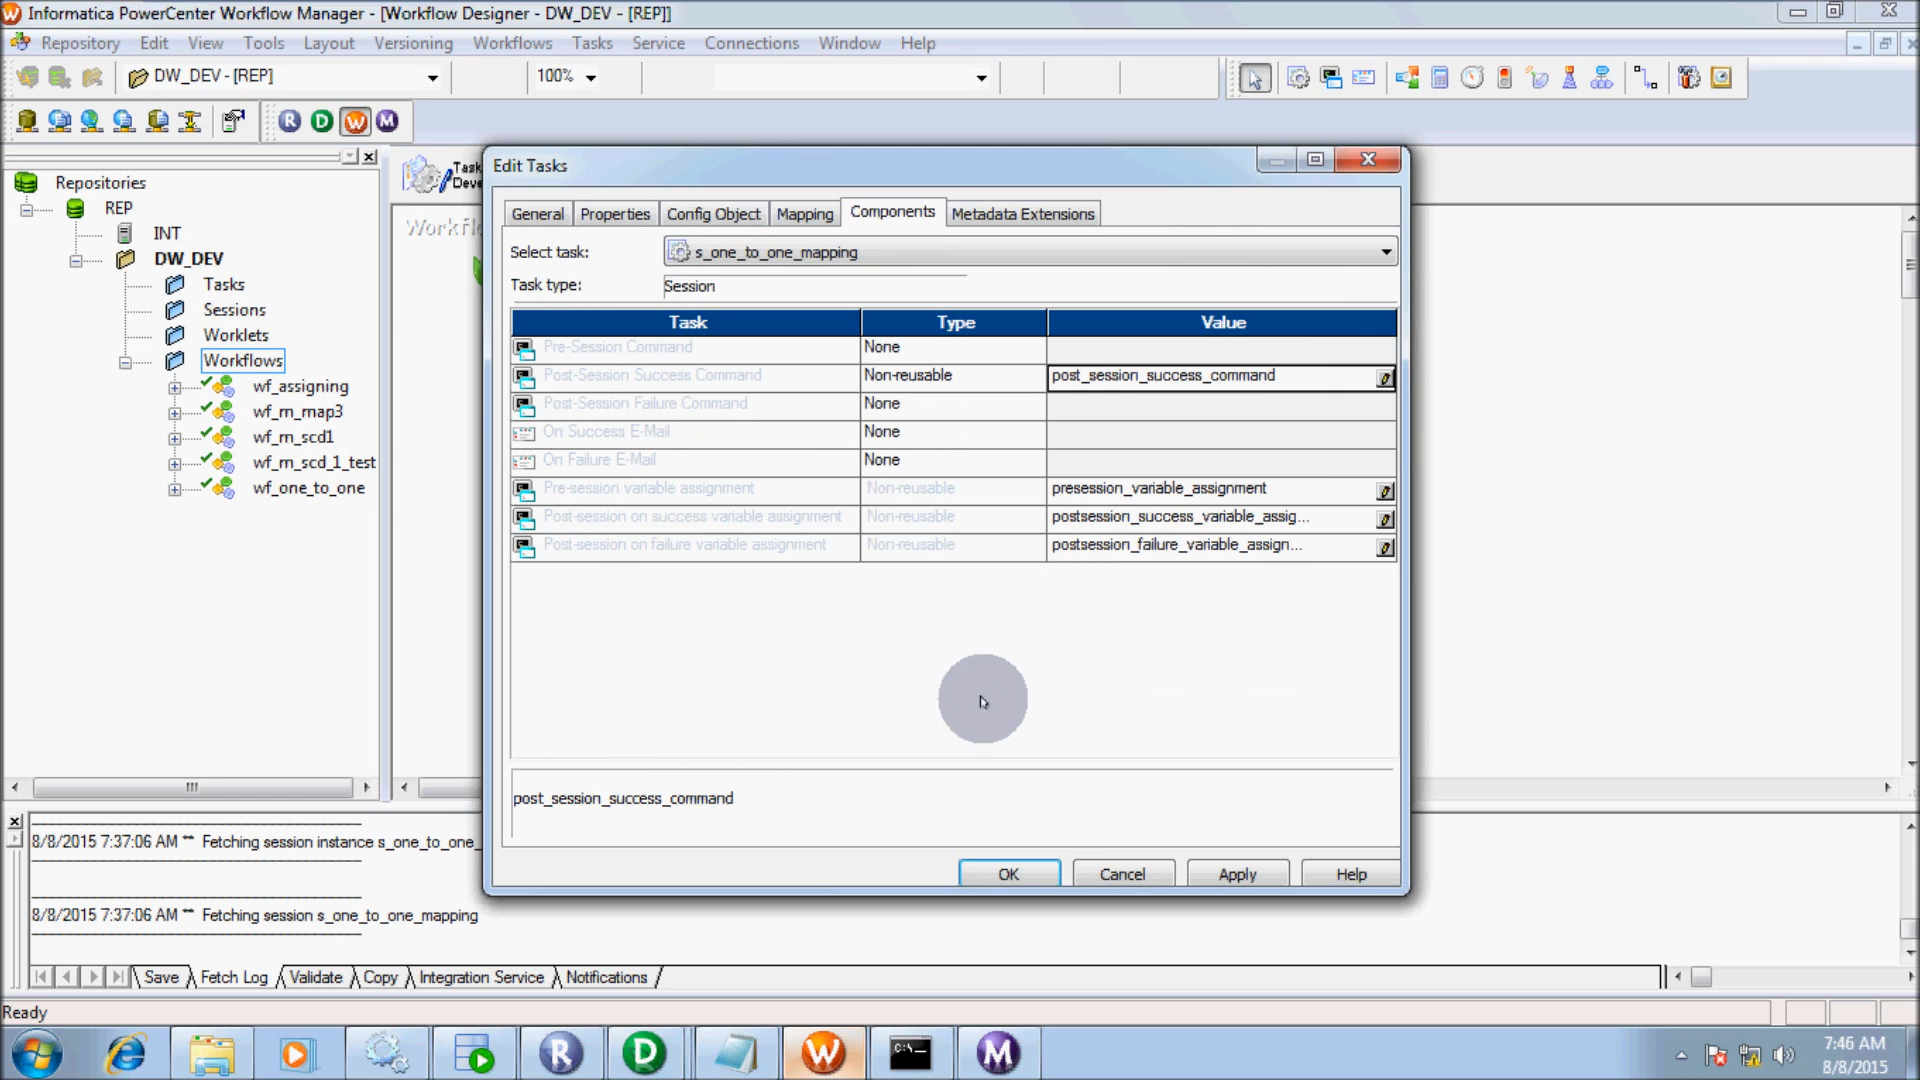 Informatica PowerCenter Workflow Manager - [Workflow Designer - DW_DEV - [REP]]
Repository Edit View Tools Layout Versioning Workflows Tasks Service Connections Window Help
DW_DEV - [REP]
100%
R D W M
Repositories
REP
INT
DW_DEV
Tasks
Sessions
Worklets
Workflows
wf_assigning
wf_m_map3
wf_m_scd1
wf_m_scd_1_test
wf_one_to_one
Edit Tasks
General Properties Config Object Mapping Components Metadata Extensions
Select task: s_one_to_one_mapping
Task type: Session
Task Type Value
Pre-Session Command None
Post-Session Success Command Non-reusable post_session_success_command
Post-Session Failure Command None
On Success E-Mail None
On Failure E-Mail None
Pre-session variable assignment Non-reusable presession_variable_assignment
Post-session on success variable assignment Non-reusable postsession_success_variable_assig...
Post-session on failure variable assignment Non-reusable postsession_failure_variable_assign...
post_session_success_command
OK Cancel Apply Help
8/8/2015 7:37:06 AM ** Fetching session instance s_one_to_one_
8/8/2015 7:37:06 AM ** Fetching session s_one_to_one_mapping
Save Fetch Log Validate Copy Integration Service Notifications
Ready
R D W C:\. M
7:46 AM
8/8/2015